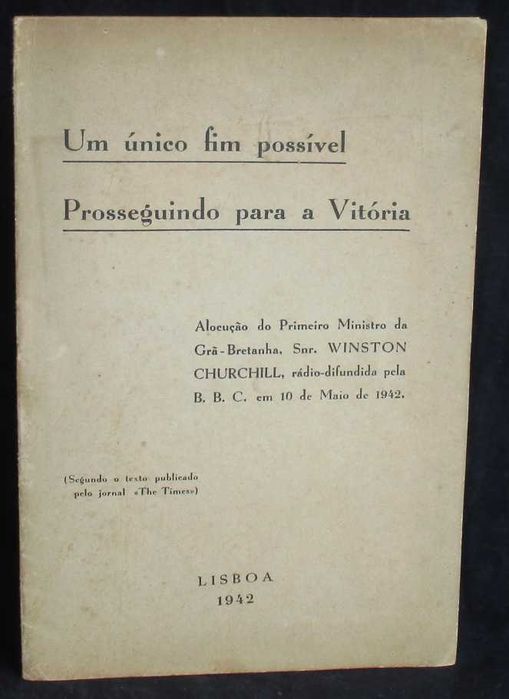 Um único fim possível
Prosseguindo para a Vitória
Alocução do Primeiro Ministro da
Grã-Bretanha, Snr. WINSTON
CHURCHILL, rádio-difundida pela
B. B. C. em 10 de Maio de 1942.
(Segundo o texto publicado
pelo jornal «The Times»)
LISBOA
1942